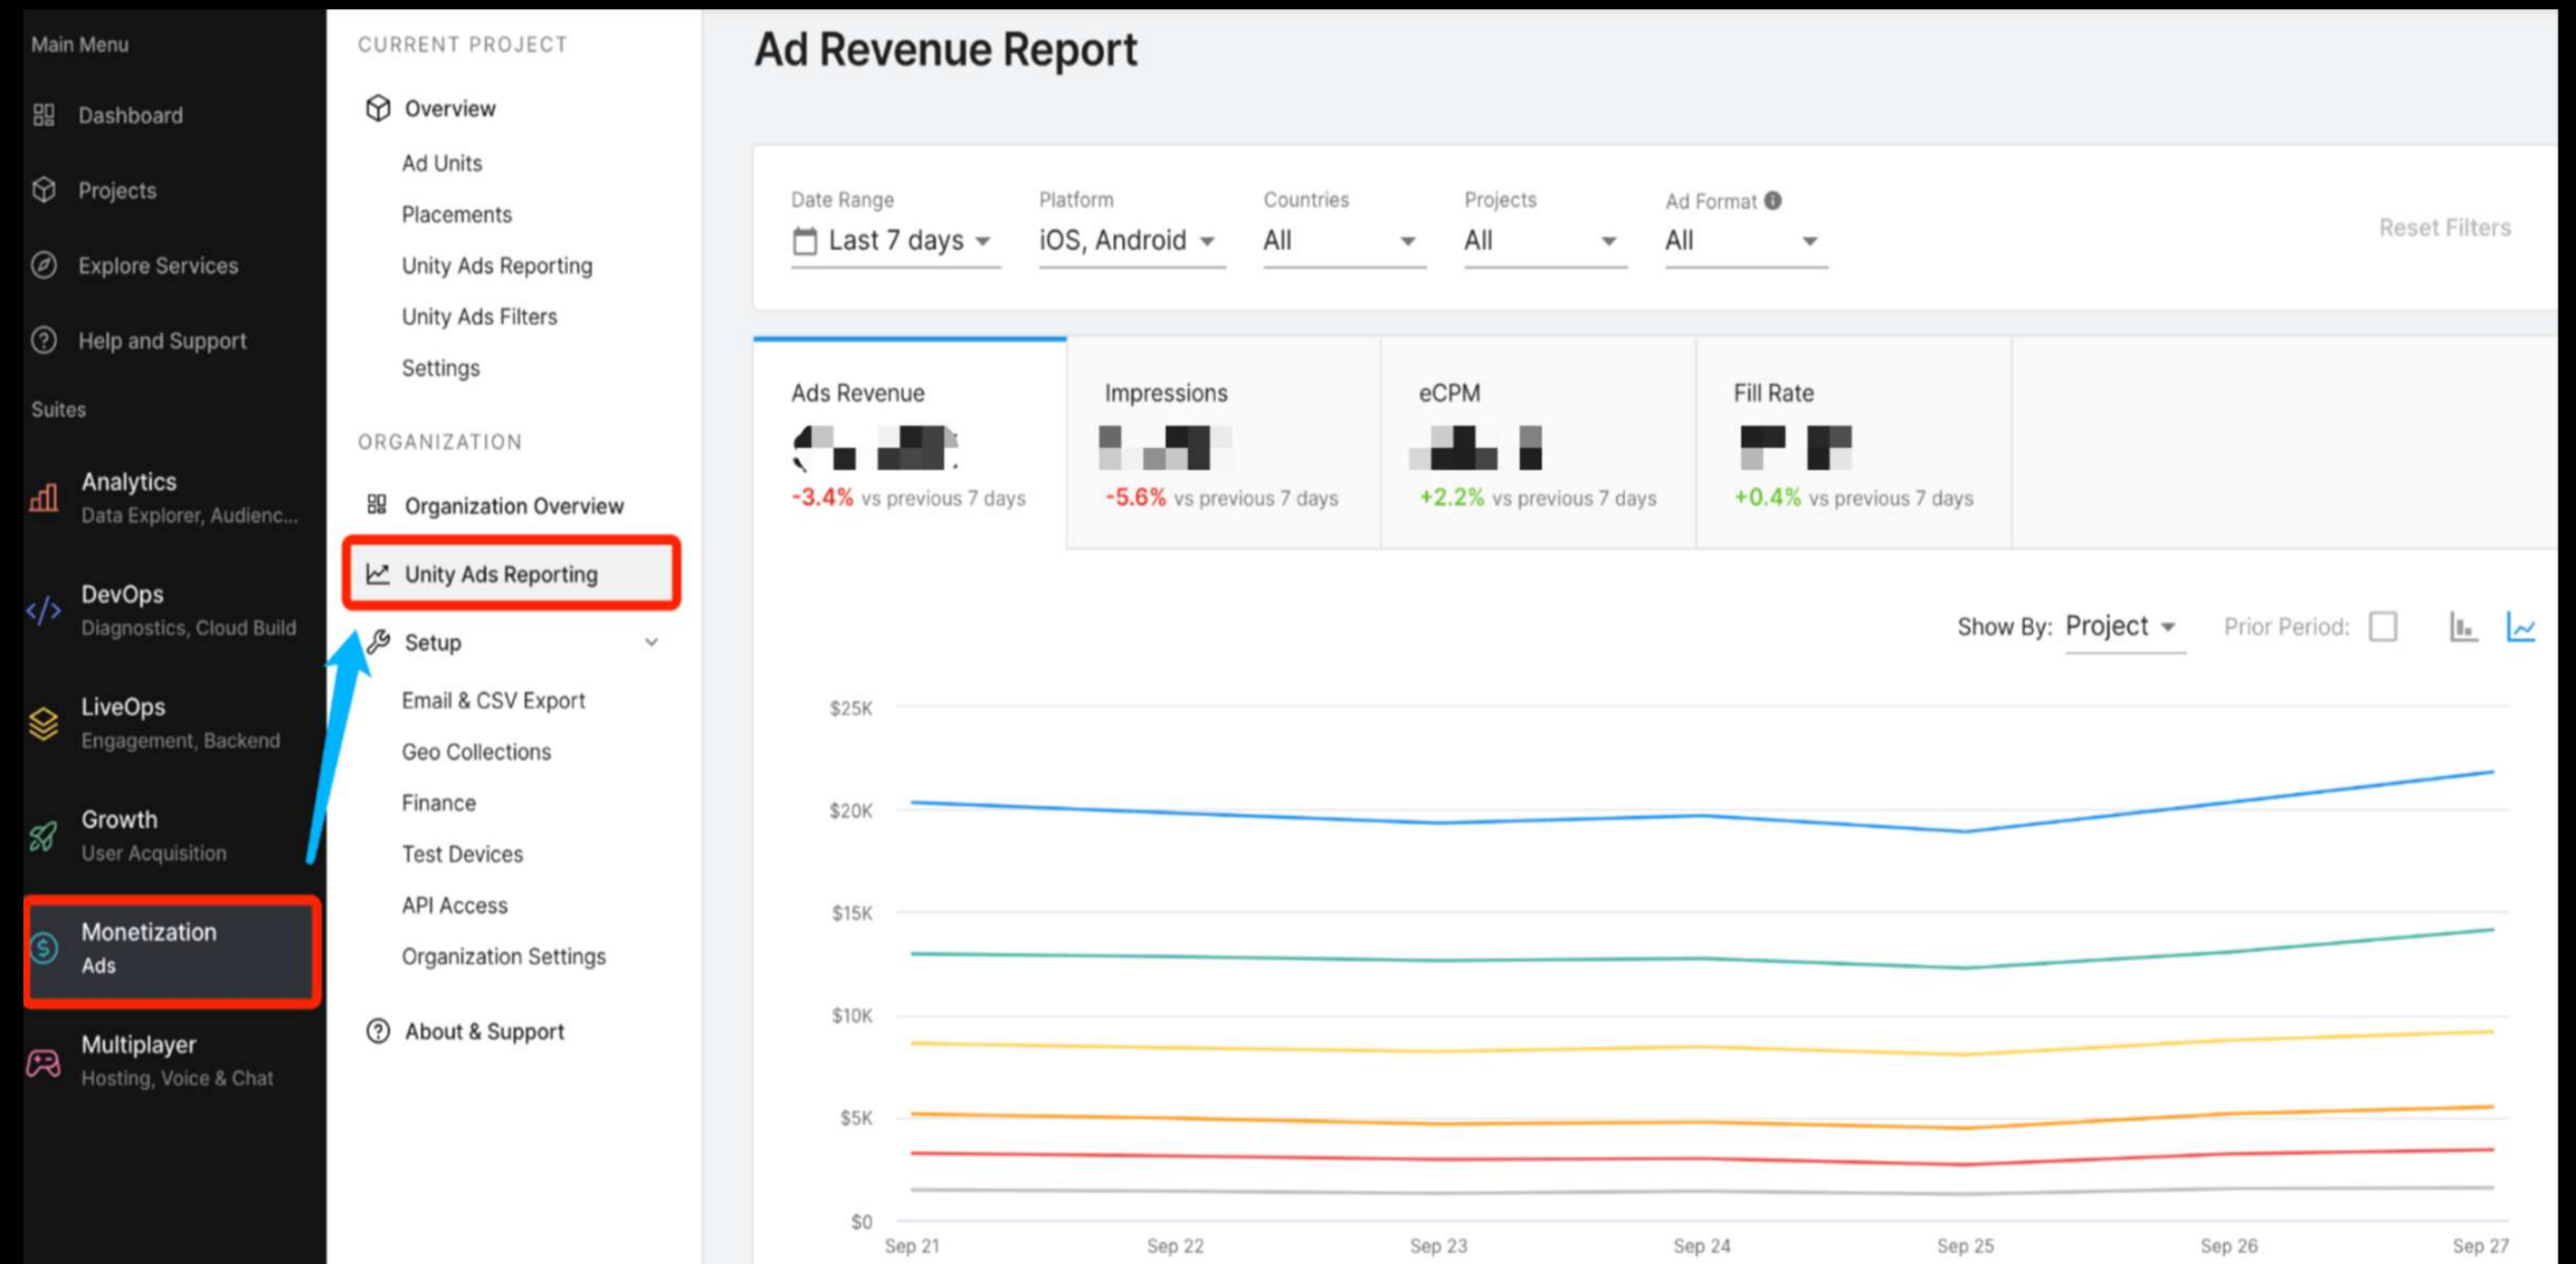 Main Menu
Dashboard
Projects
Explore Services
Help and Support
Suites
Analytics
Data Explorer, Audienc...
DevOps
Diagnostics, Cloud Build
LiveOps
Engagement, Backend
Growth
User Acquisition
Monetization
Ads
Multiplayer
Hosting, Voice & Chat
CURRENT PROJECT
Overview
Ad Units
Placements
Unity Ads Reporting
Unity Ads Filters
Settings
ORGANIZATION
Organization Overview
Unity Ads Reporting
Setup
Email & CSV Export
Geo Collections
Finance
Test Devices
API Access
Organization Settings
About & Support
Ad Revenue Report
Date Range Platform Countries Projects Ad Format
Last 7 days iOS, Android All All All
Reset Filters
Ads Revenue Impressions eCPM Fill Rate
-3.4% vs previous 7 days -5.6% vs previous 7 days +2.2% vs previous 7 days +0.4% vs previous 7 days
Show By: Project Prior Period:
$25K
$20K
$15K
$10K
$5K
$0
Sep 21 Sep 22 Sep 23 Sep 24 Sep 25 Sep 26 Sep 27